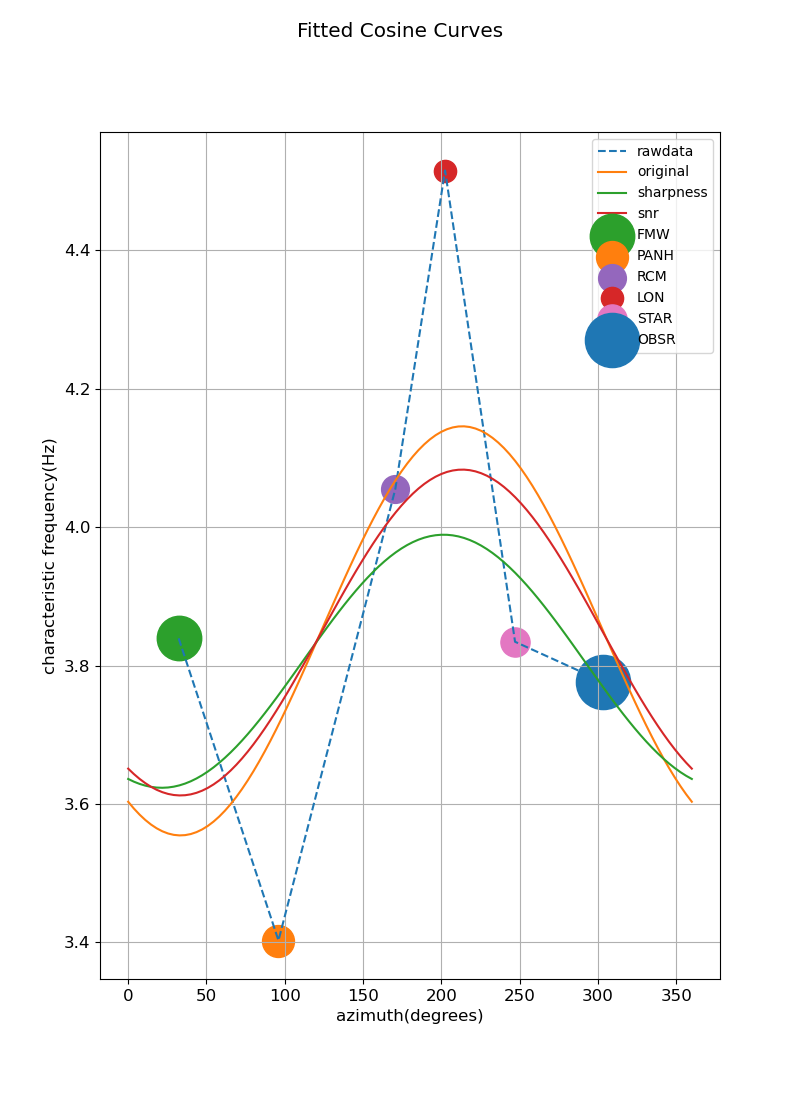 Fitted Cosine Curves
rawdata
original
sharpness
snr
FMW
PANH
RCM
LON
STAR
OBSR
characteristic frequency(Hz)
4.4
4.2
4.0
3.8
3.6
3.4
0 50 100 150 200 250 300 350
azimuth(degrees)